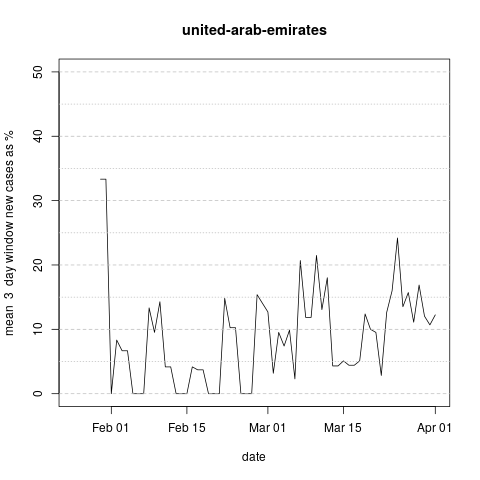 united-arab-emirates
mean  3  day window new cases as %
50
40
30
20
10
0
Feb 01
Feb 15
Mar 01
Mar 15
Apr 01
date